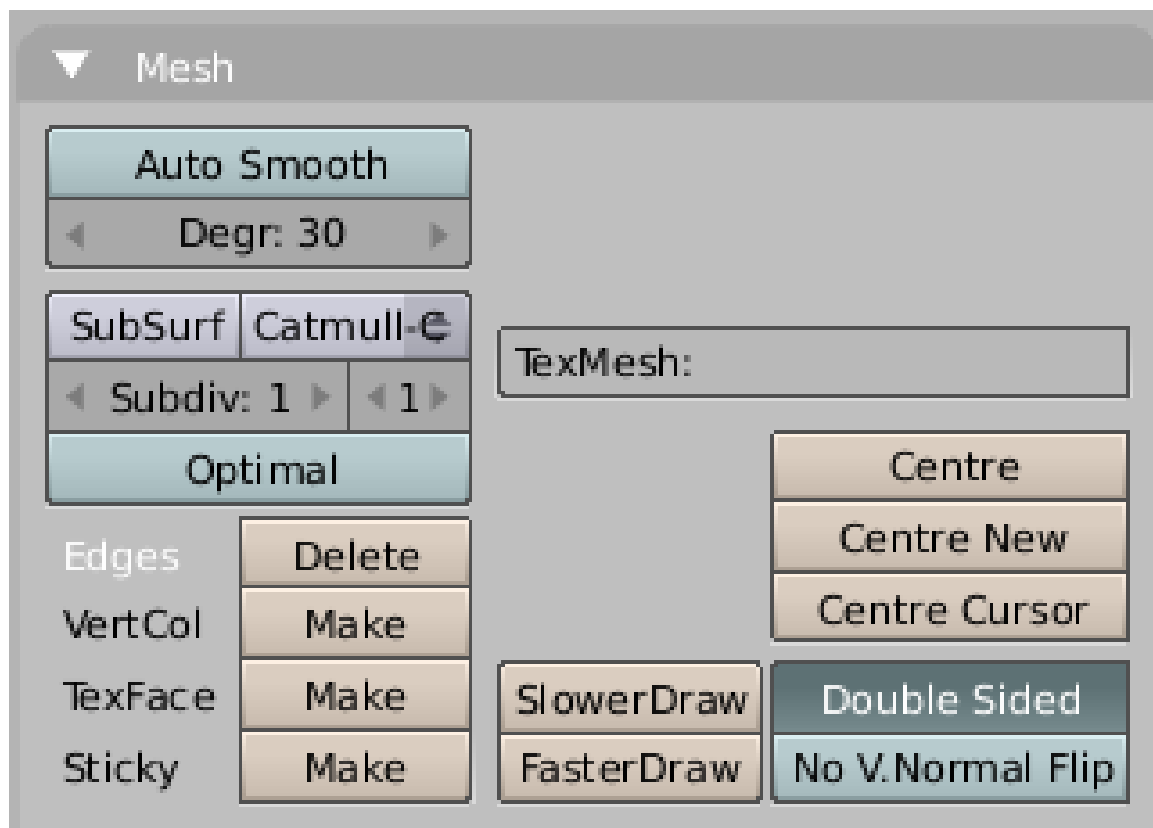 Mesh
Auto Smooth
Degr: 30
SubSurf Catmull-C
TexMesh:
Subdiv: 1 1
Optimal
Centre
Centre New
Centre Cursor
Edges Delete
VertCol Make
TexFace Make
Sticky Make
SlowerDraw Double Sided
FasterDraw No V.Normal Flip